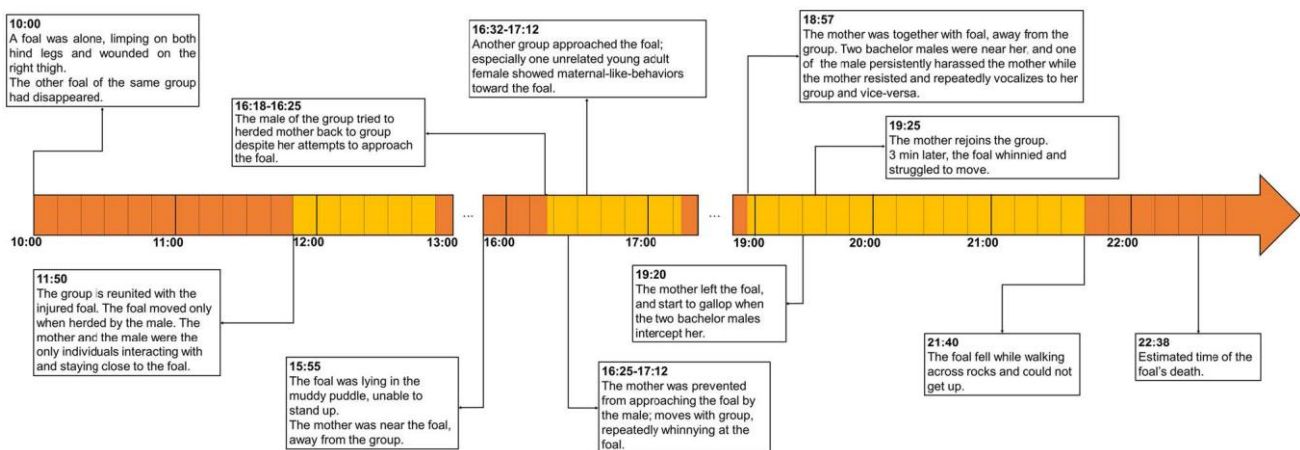 10:00
A foal was alone, limping on both
hind legs and wounded on the
right thigh.
The other foal of the same group
had disappeared.
16:18-16:25
The male of the group tried to
herded mother back to group
despite her attempts to approach
the foal.
16:32-17:12
Another group approached the foal;
especially one unrelated young adult
female showed maternal-like-behaviors
toward the foal.
18:57
The mother was together with foal, away from the
group. Two bachelor males were near her, and one
of the male persistently harassed the mother while
the mother resisted and repeatedly vocalizes to her
group and vice-versa.
19:25
The mother rejoins the group.
3 min later, the foal whinnied and
struggled to move.
... ...
10:00 11:00 12:00 13:00 16:00 17:00 19:00 20:00 21:00 22:00
11:50
The group is reunited with the
injured foal. The foal moved only
when herded by the male. The
mother and the male were the
only individuals interacting with
and staying close to the foal.
15:55
The foal was lying in the
muddy puddle, unable to
stand up.
The mother was near the foal,
away from the group.
16:25-17:12
The mother was prevented
from approaching the foal by
the male; moves with group,
repeatedly whinnying at the
foal.
19:20
The mother left the foal,
and start to gallop when
the two bachelor males
intercept her.
21:40
The foal fell while walking
across rocks and could not
get up.
22:38
Estimated time of the
foal's death.